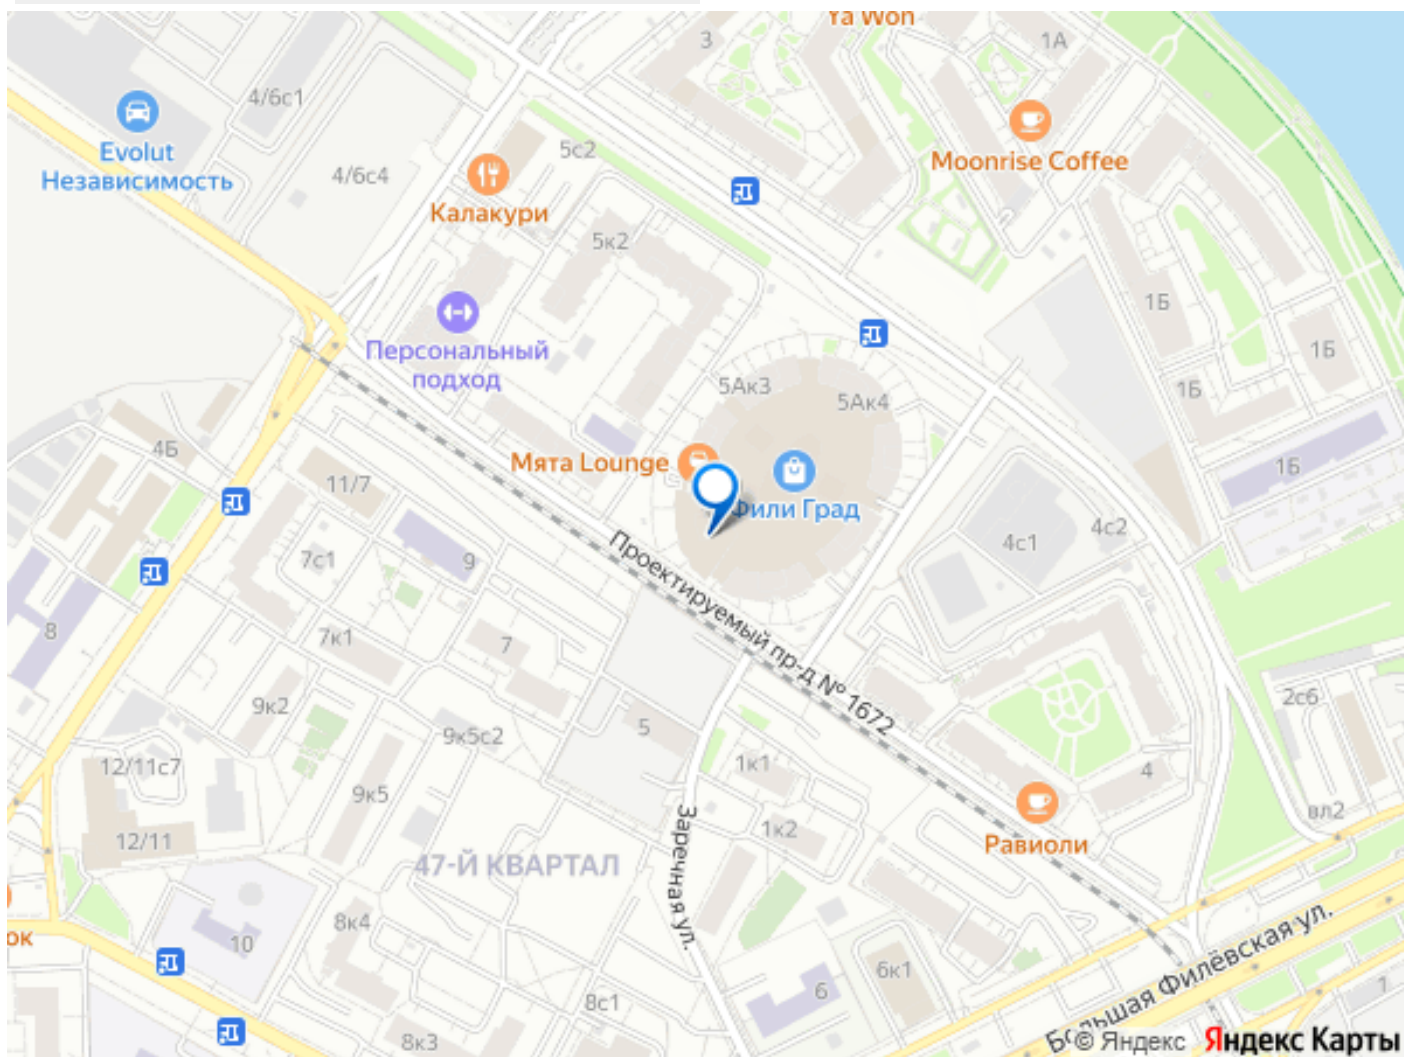 Ya Won
3
1А
4/6с1
Evolut
Независимость
5с2
Moonrise Coffee
4/6с4
Калакури
5к2
1Б
Персональный
подход
1Б
5Ак3
1Б
5Ак4
4Б
Мята Lounge
1Б
11/7
Фили Град
4с2
4с1
7с1
9
Проектируемый пр-д № 1672
8
7к1
7
9к2
2с6
5
9к5с2
1к1
12/11с7
4
9к5
вл2
1к2
12/11
Равиоли
47-Й КВАРТАЛ
Заречная ул.
8к4
ок
10
Большая Филёвская ул.
6к1
6
1
8с1
8к3
© Яндекс Яндекс Карты